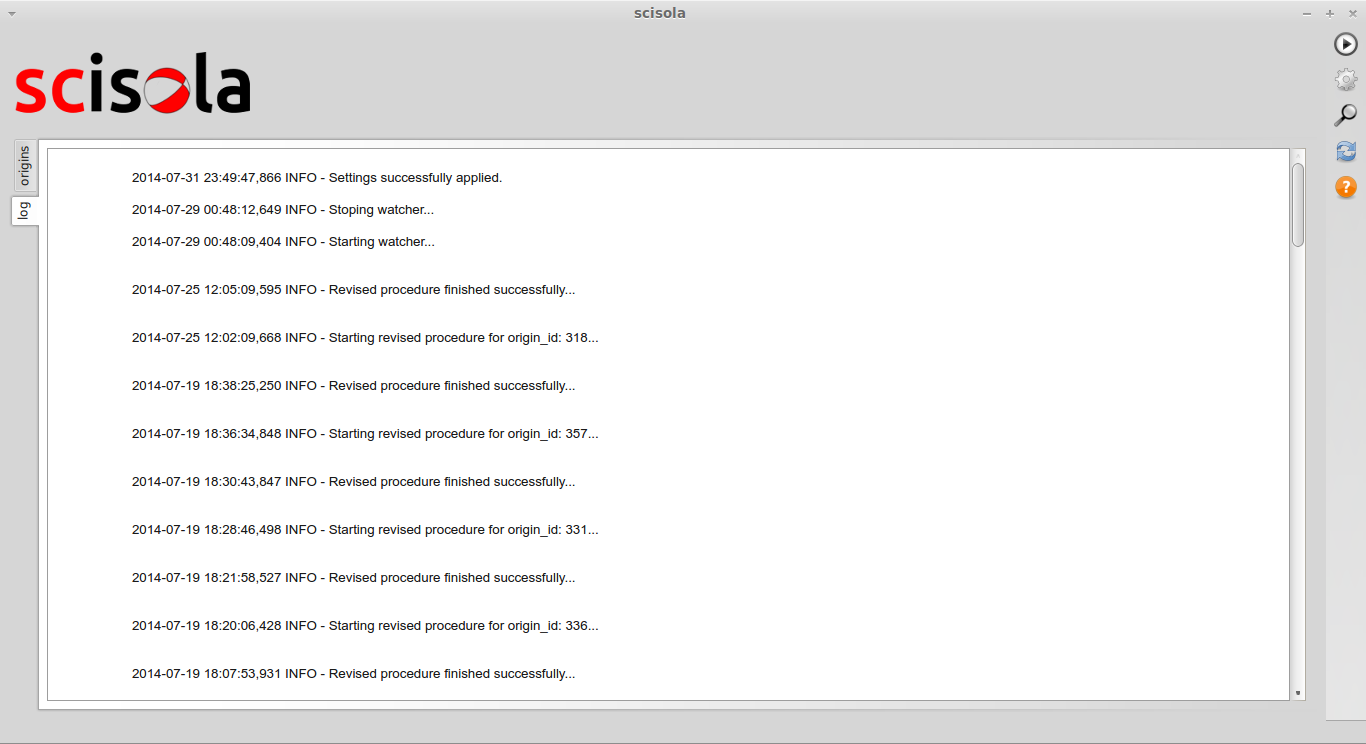 scisola
scisola
origins
log
2014-07-31 23:49:47,866 INFO - Settings successfully applied.
2014-07-29 00:48:12,649 INFO - Stoping watcher...
2014-07-29 00:48:09,404 INFO - Starting watcher...
2014-07-25 12:05:09,595 INFO - Revised procedure finished successfully...
2014-07-25 12:02:09,668 INFO - Starting revised procedure for origin_id: 318...
2014-07-19 18:38:25,250 INFO - Revised procedure finished successfully...
2014-07-19 18:36:34,848 INFO - Starting revised procedure for origin_id: 357...
2014-07-19 18:30:43,847 INFO - Revised procedure finished successfully...
2014-07-19 18:28:46,498 INFO - Starting revised procedure for origin_id: 331...
2014-07-19 18:21:58,527 INFO - Revised procedure finished successfully...
2014-07-19 18:20:06,428 INFO - Starting revised procedure for origin_id: 336...
2014-07-19 18:07:53,931 INFO - Revised procedure finished successfully...